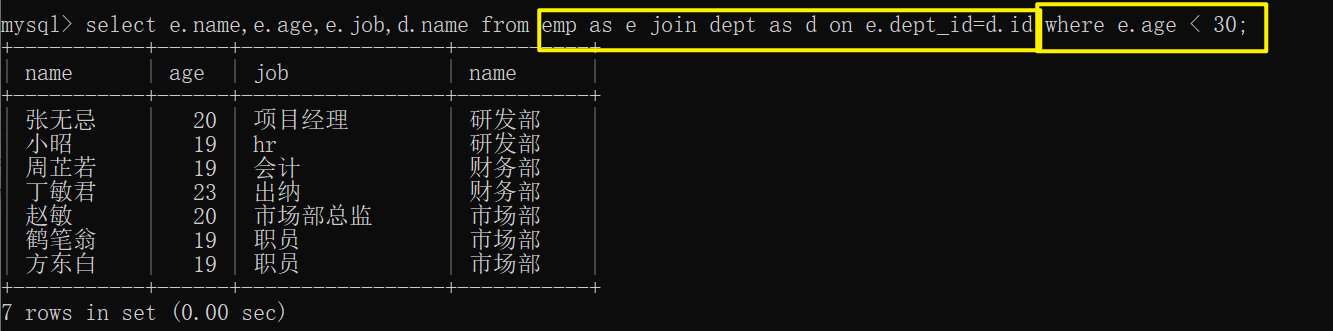 mysql> select e.name,e.age,e.job,d.name from emp as e join dept as d on e.dept_id=d.id where e.age < 30;
+-----------+------+-----------------+-----------+
| name      | age  | job             | name      |
+-----------+------+-----------------+-----------+
| 张无忌    |   20 | 项目经理        | 研发部    |
| 小昭      |   19 | hr              | 研发部    |
| 周芷若    |   19 | 会计            | 财务部    |
| 丁敏君    |   23 | 出纳            | 财务部    |
| 赵敏      |   20 | 市场部总监      | 市场部    |
| 鹤笔翁    |   19 | 职员            | 市场部    |
| 方东白    |   19 | 职员            | 市场部    |
+-----------+------+-----------------+-----------+
7 rows in set (0.00 sec)